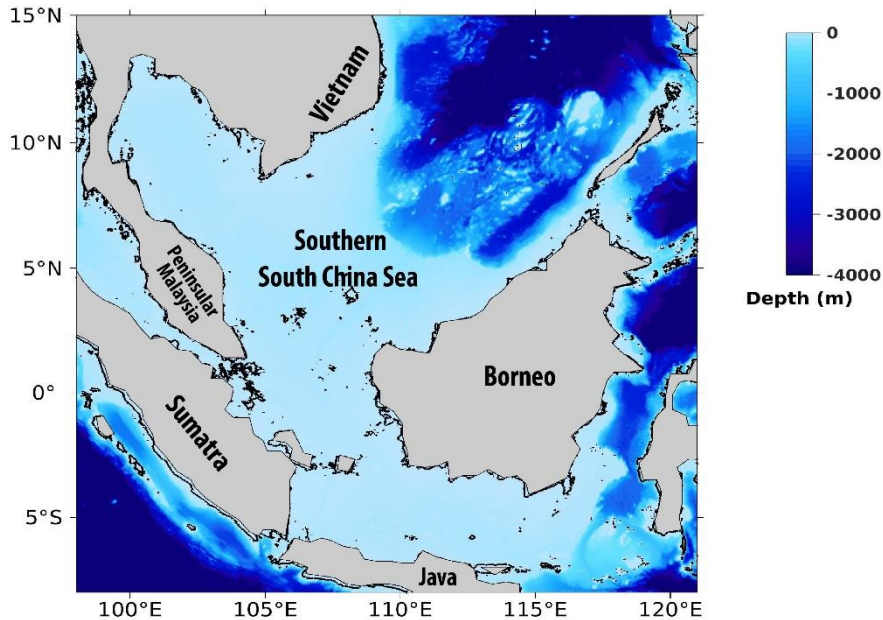 15°N
10°N
5°N
0°
5°S
100°E
105°E
110°E
115°E
120°E
Vietnam
Southern
South China Sea
Peninsular
Malaysia
Borneo
Sumatra
Java
0
-1000
-2000
-3000
-4000
Depth (m)